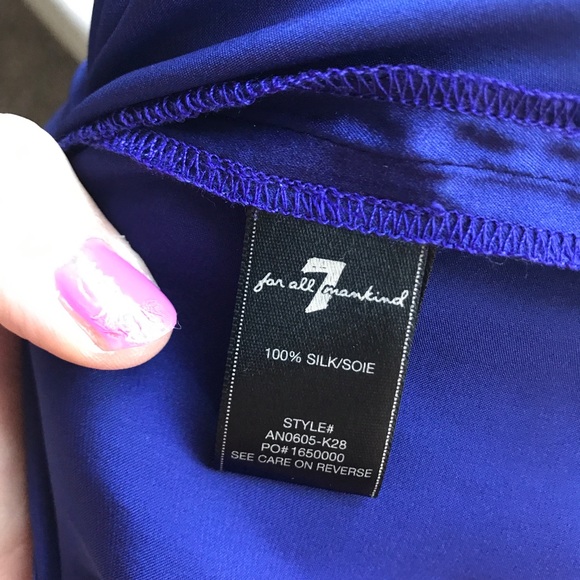 7
for all mankind
100% SILK/SOIE
STYLE#
AN0605-K28
PO#1650000
SEE CARE ON REVERSE